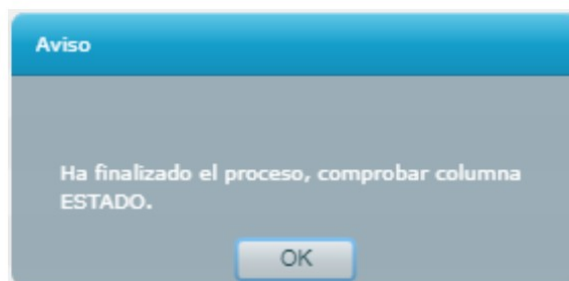 Aviso
Ha finalizado el proceso, comprobar columna
ESTADO.
OK